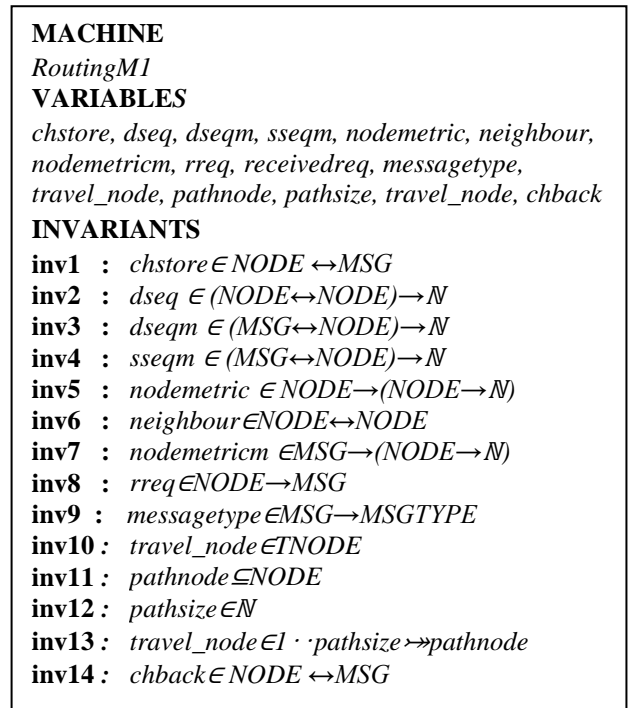 MACHINE
RoutingM1
VARIABLES
chstore, dseq, dseqm, sseqm, nodemetric, neighbour,
nodemetricm, rreq, receivedreq, messagetype,
travel_node, pathnode, pathsize, travel_node, chback
INVARIANTS
inv1 : chstore∈ NODE ↔MSG
inv2 : dseq ∈ (NODE↔NODE)→ℕ
inv3 : dseqm ∈ (MSG↔NODE)→ℕ
inv4 : sseqm ∈ (MSG↔NODE)→ℕ
inv5 : nodemetric ∈ NODE→(NODE→ℕ)
inv6 : neighbour∈NODE↔NODE
inv7 : nodemetricm ∈MSG→(NODE→ℕ)
inv8 : rreq∈NODE→MSG
inv9 : messagetype∈MSG→MSGTYPE
inv10 : travel_node∈TNODE
inv11 : pathnode⊆NODE
inv12 : pathsize∈ℕ
inv13 : travel_node∈1 ‥pathsize⤖pathnode
inv14 : chback∈ NODE ↔MSG